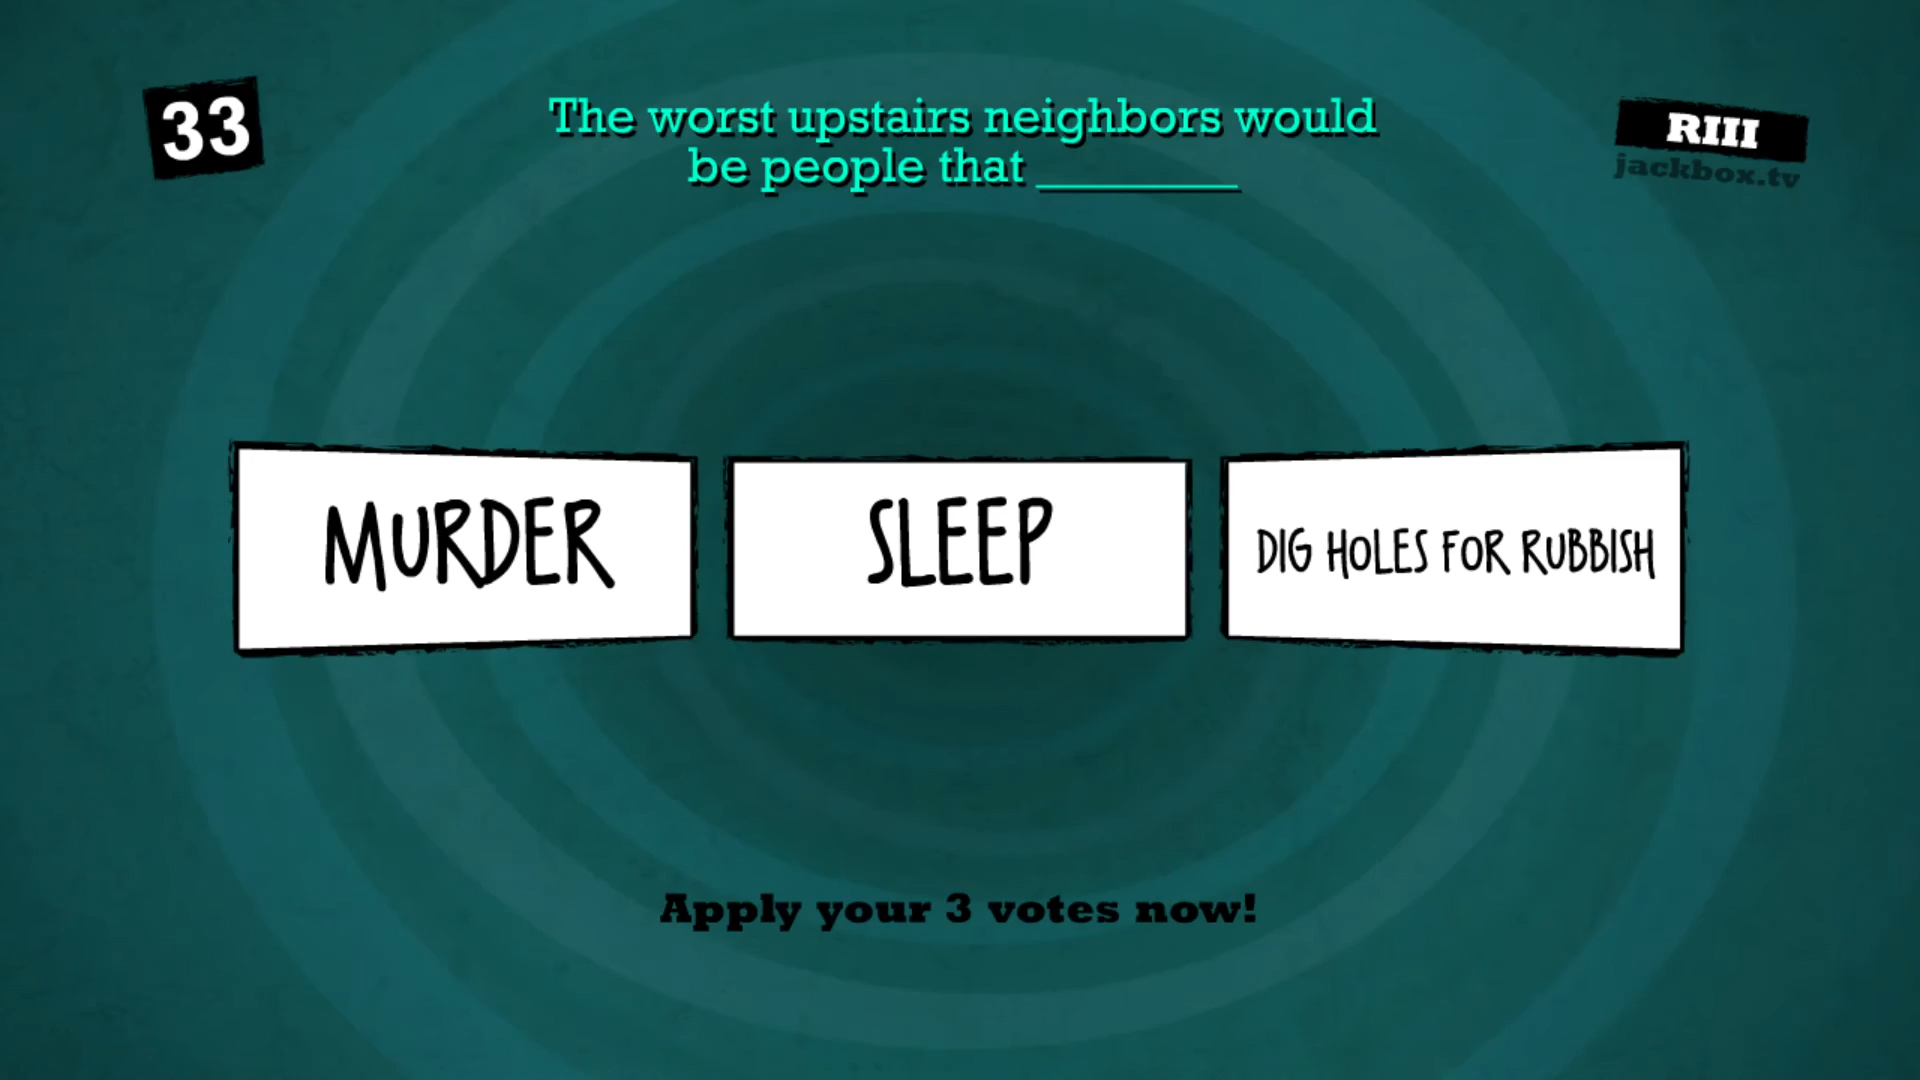 33
The worst upstairs neighbors would
be people that ________
RIII
jackbox.tv
MURDER
SLEEP
DIG HOLES FOR RUBBISH
Apply your 3 votes now!